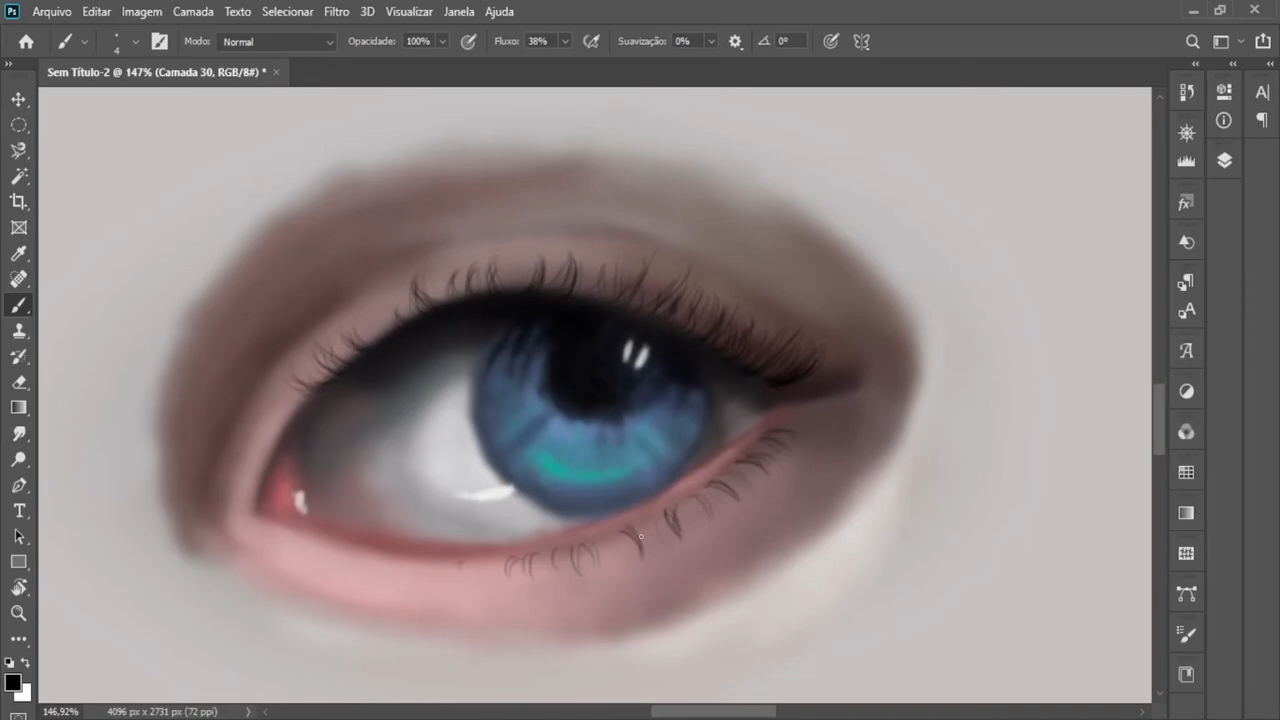 Ps Arquivo Editar Imagem Camada Texto Selecionar Filtro 3D Visualizar Janela Ajuda
4 Modo: Normal Opacidade: 100% Fluxo: 38% Suavização: 0% 0°
Sem Título-2 @ 147% (Camada 30, RGB/8#) * ×
146,92% 4096 px x 2731 px (72 ppi)